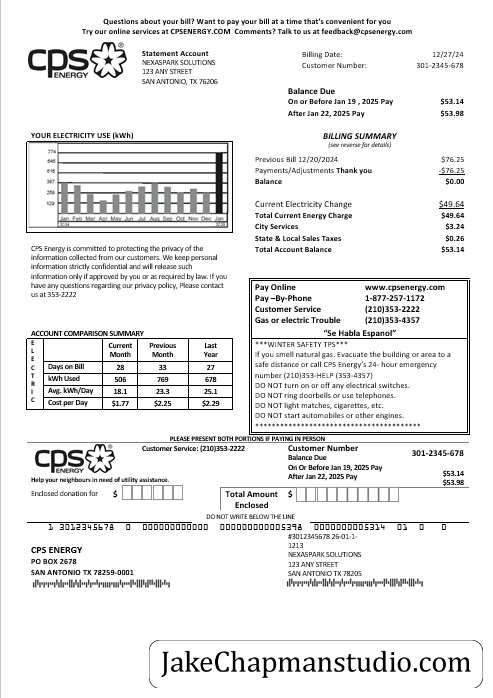 Questions about your bill? Want to pay your bill at a time that's convenient for you
Try our online services at CPSENERGY.COM  Comments? Talk to us at feedback@cpsenergy.com
cps
ENERGY
Statement Account
NEXASPARK SOLUTIONS
123 ANY STREET
SAN ANTONIO, TX 76206
Billing Date: 12/27/24
Customer Number: 301-2345-678
Balance Due
On or Before Jan 19 , 2025 Pay $53.14
After Jan 22, 2025 Pay $53.98
YOUR ELECTRICITY USE (kWh)
774
645
516
387
258
129
Jan Feb Mar Apr May Jun Jul Aug Sep Oct Nov Dec Jan
BILLING SUMMARY
(see reverse for details)
Previous Bill 12/20/2024 $76.25
Payments/Adjustments Thank you -$76.25
Balance $0.00
Current Electricity Change $49.64
Total Current Energy Charge $49.64
City Services $3.24
State & Local Sales Taxes $0.26
Total Account Balance $53.14
CPS Energy is committed to protecting the privacy of the
information collected from our customers. We keep personal
information strictly confidential and will release such
information only if approved by you or as required by law. If you
have any questions regarding our privacy policy, Please contact
us at 353-2222
Pay Online www.cpsenergy.com
Pay –By-Phone 1-877-257-1172
Customer Service (210)353-2222
Gas or electric Trouble (210)353-4357
"Se Habla Espanol"
***WINTER SAFETY TPS***
If you smell natural gas. Evacuate the building or area to a
safe distance or call CPS Energy's 24- hour emergency
number (210)353-HELP (353-4357)
DO NOT turn on or off any electrical switches.
DO NOT ring doorbells or use telephones.
DO NOT light matches, cigarettes, etc.
DO NOT start automobiles or other engines.
****************************************
ACCOUNT COMPARISON SUMMARY
ELECTRIC
Current Month Previous Month Last Year
Days on Bill 28 33 27
kWh Used 506 769 678
Avg. kWh/Day 18.1 23.3 25.1
Cost per Day $1.77 $2.25 $2.29
PLEASE PRESENT BOTH PORTIONS IF PAYING IN PERSON
cps
ENERGY
Customer Service: (210)353-2222
Customer Number 301-2345-678
Balance Due
On Or Before Jan 19, 2025 Pay $53.14
After Jan 22, 2025 Pay $53.98
Help your neighbours in need of utility assistance.
Enclosed donation for $
Total Amount Enclosed $
DO NOT WRITE BELOW THE LINE
1 3012345678 0
#3012345678 26-01-1-
1213
NEXASPARK SOLUTIONS
123 ANY STREET
SAN ANTONIO TX 78205
CPS ENERGY
PO BOX 2678
SAN ANTONIO TX 78259-0001
JakeChapmanstudio.com